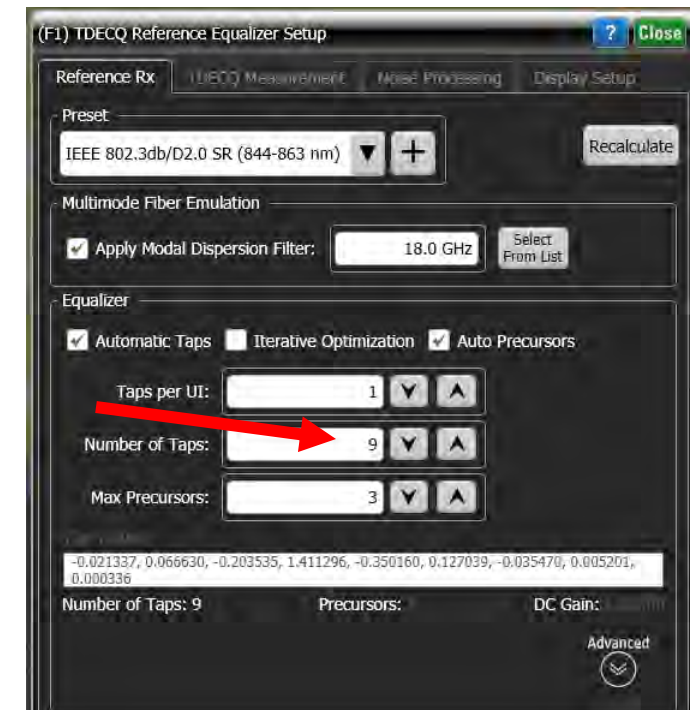 (F1) TDECQ Reference Equalizer Setup ? Close
Reference Rx TDECQ Measurement Noise Processing Display Setup
Preset
IEEE 802.3db/D2.0 SR (844-863 nm) +
Recalculate
Multimode Fiber Emulation
Apply Modal Dispersion Filter: 18.0 GHz
Select
From List
Equalizer
Automatic Taps Iterative Optimization Auto Precursors
Taps per UI: 1
Number of Taps: 9
Max Precursors: 3
-0.021337, 0.066630, -0.203535, 1.411296, -0.350160, 0.127039, -0.035470, 0.005201,
0.000336
Number of Taps: 9 Precursors: DC Gain:
Advanced